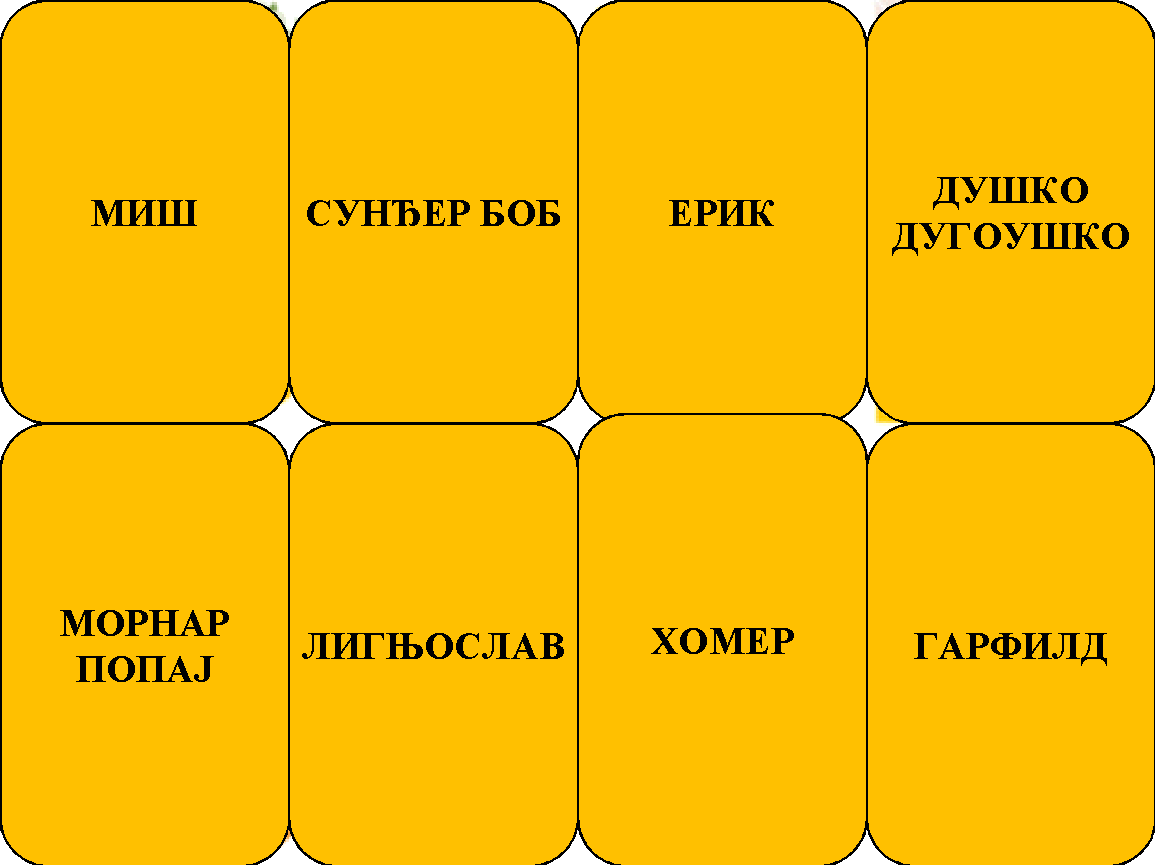 МИШ
СУНЂЕР БОБ
ЕРИК
ДУШКО
ДУГОУШКО
МОРНАР
ПОПАЈ
ЛИГЊОСЛАВ
ХОМЕР
ГАРФИЛД